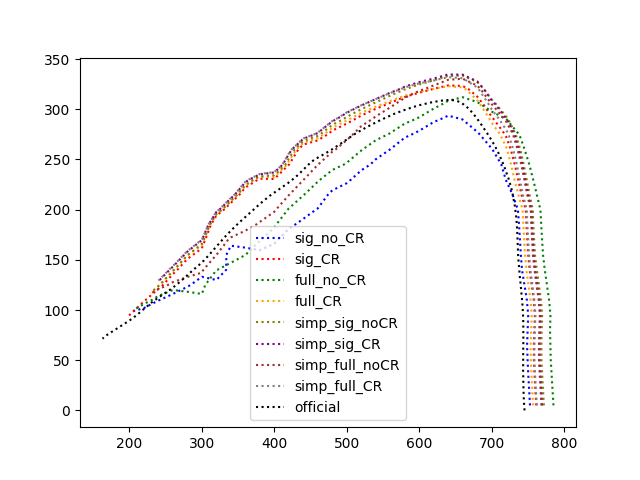 350
300
250
200
150
100
50
0
sig_no_CR
sig_CR
full_no_CR
full_CR
simp_sig_noCR
simp_sig_CR
simp_full_noCR
simp_full_CR
official
200 300 400 500 600 700 800